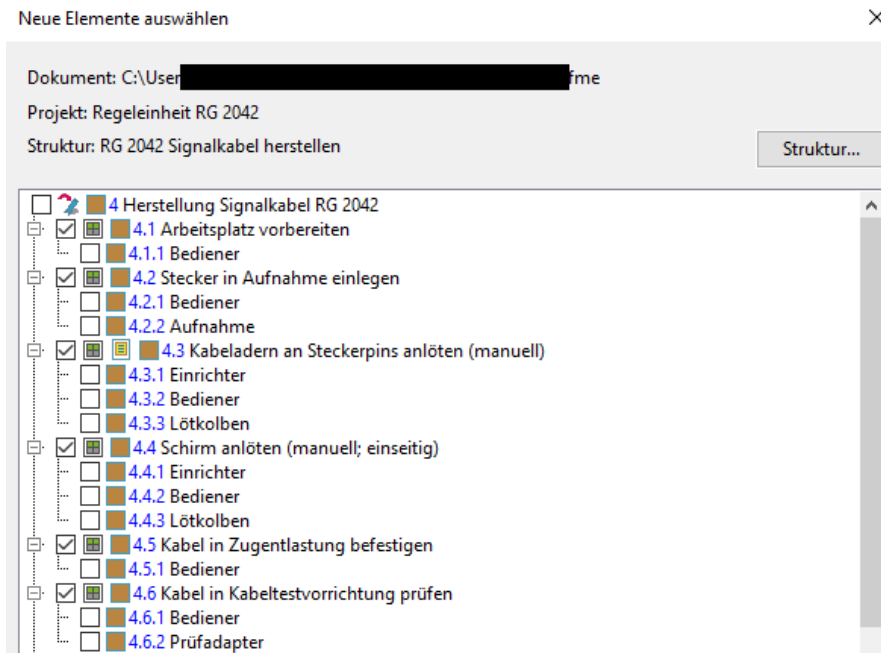 Neue Elemente auswählen
Dokument: C:\User fme
Projekt: Regeleinheit RG 2042
Struktur: RG 2042 Signalkabel herstellen
Struktur...
4 Herstellung Signalkabel RG 2042
4.1 Arbeitsplatz vorbereiten
4.1.1 Bediener
4.2 Stecker in Aufnahme einlegen
4.2.1 Bediener
4.2.2 Aufnahme
4.3 Kabeladern an Steckerpins anlöten (manuell)
4.3.1 Einrichter
4.3.2 Bediener
4.3.3 Lötkolben
4.4 Schirm anlöten (manuell; einseitig)
4.4.1 Einrichter
4.4.2 Bediener
4.4.3 Lötkolben
4.5 Kabel in Zugentlastung befestigen
4.5.1 Bediener
4.6 Kabel in Kabeltestvorrichtung prüfen
4.6.1 Bediener
4.6.2 Prüfadapter